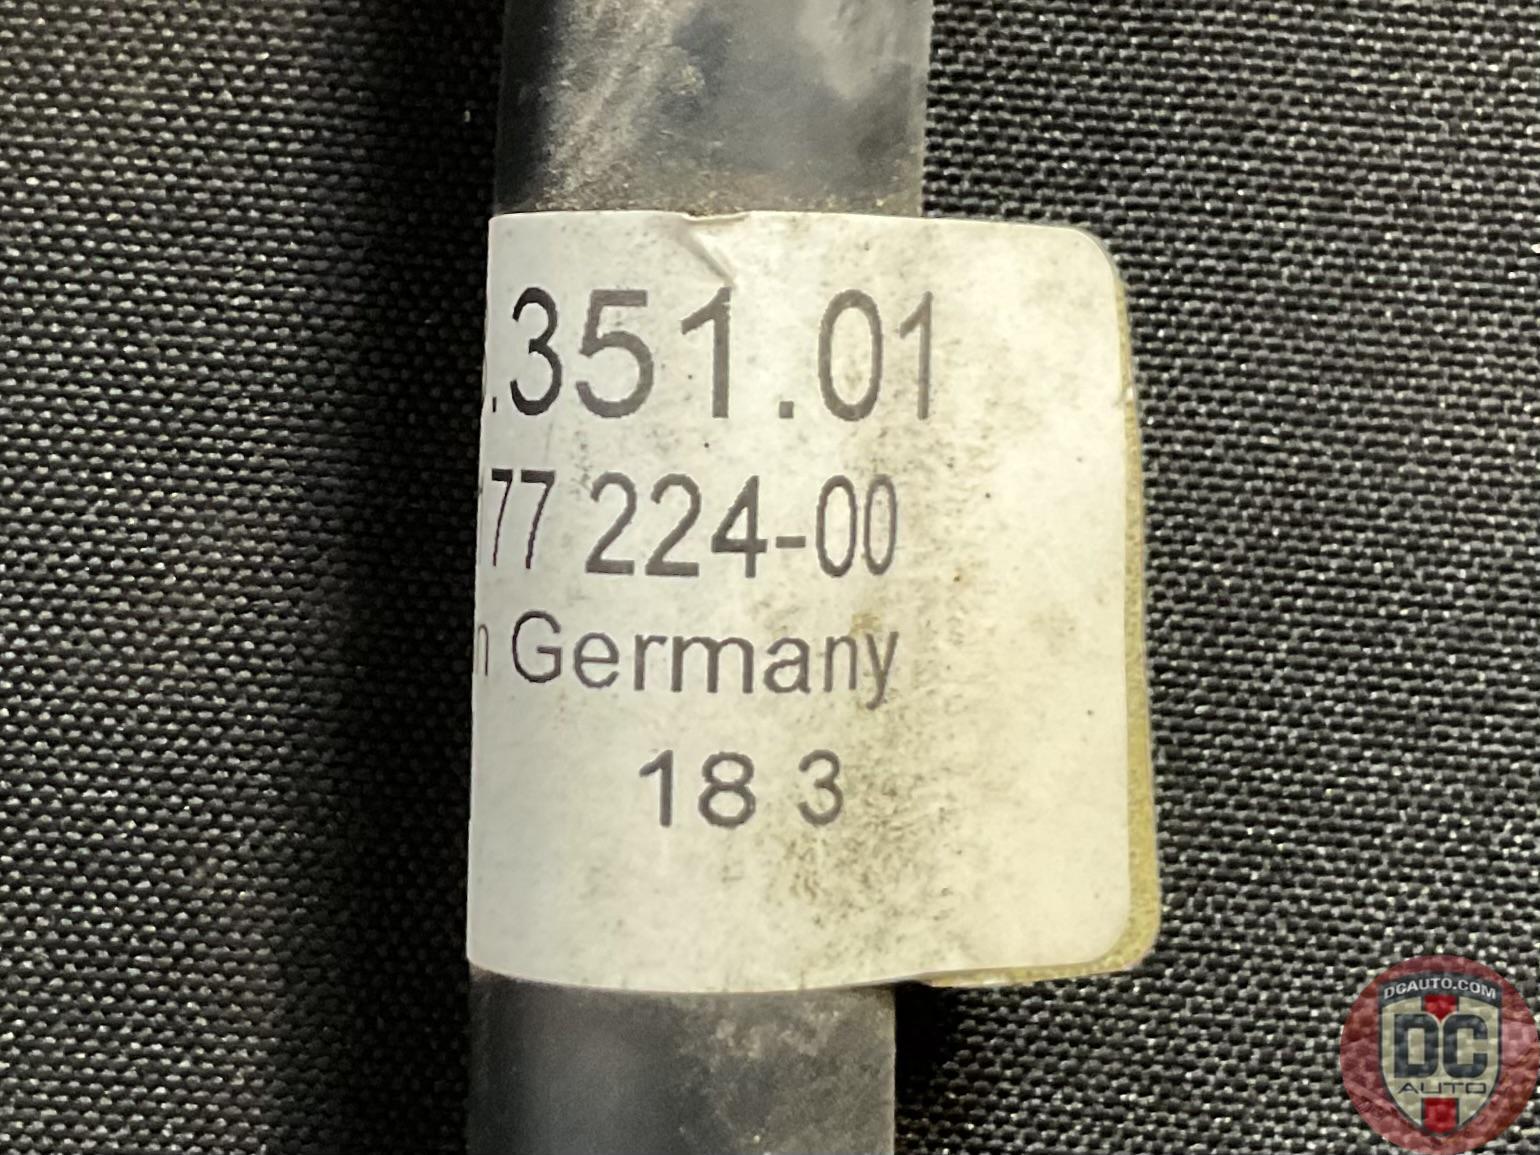 .351.01
77 224-00
n Germany
18 3
DCAUTO.COM
DC
AUTO